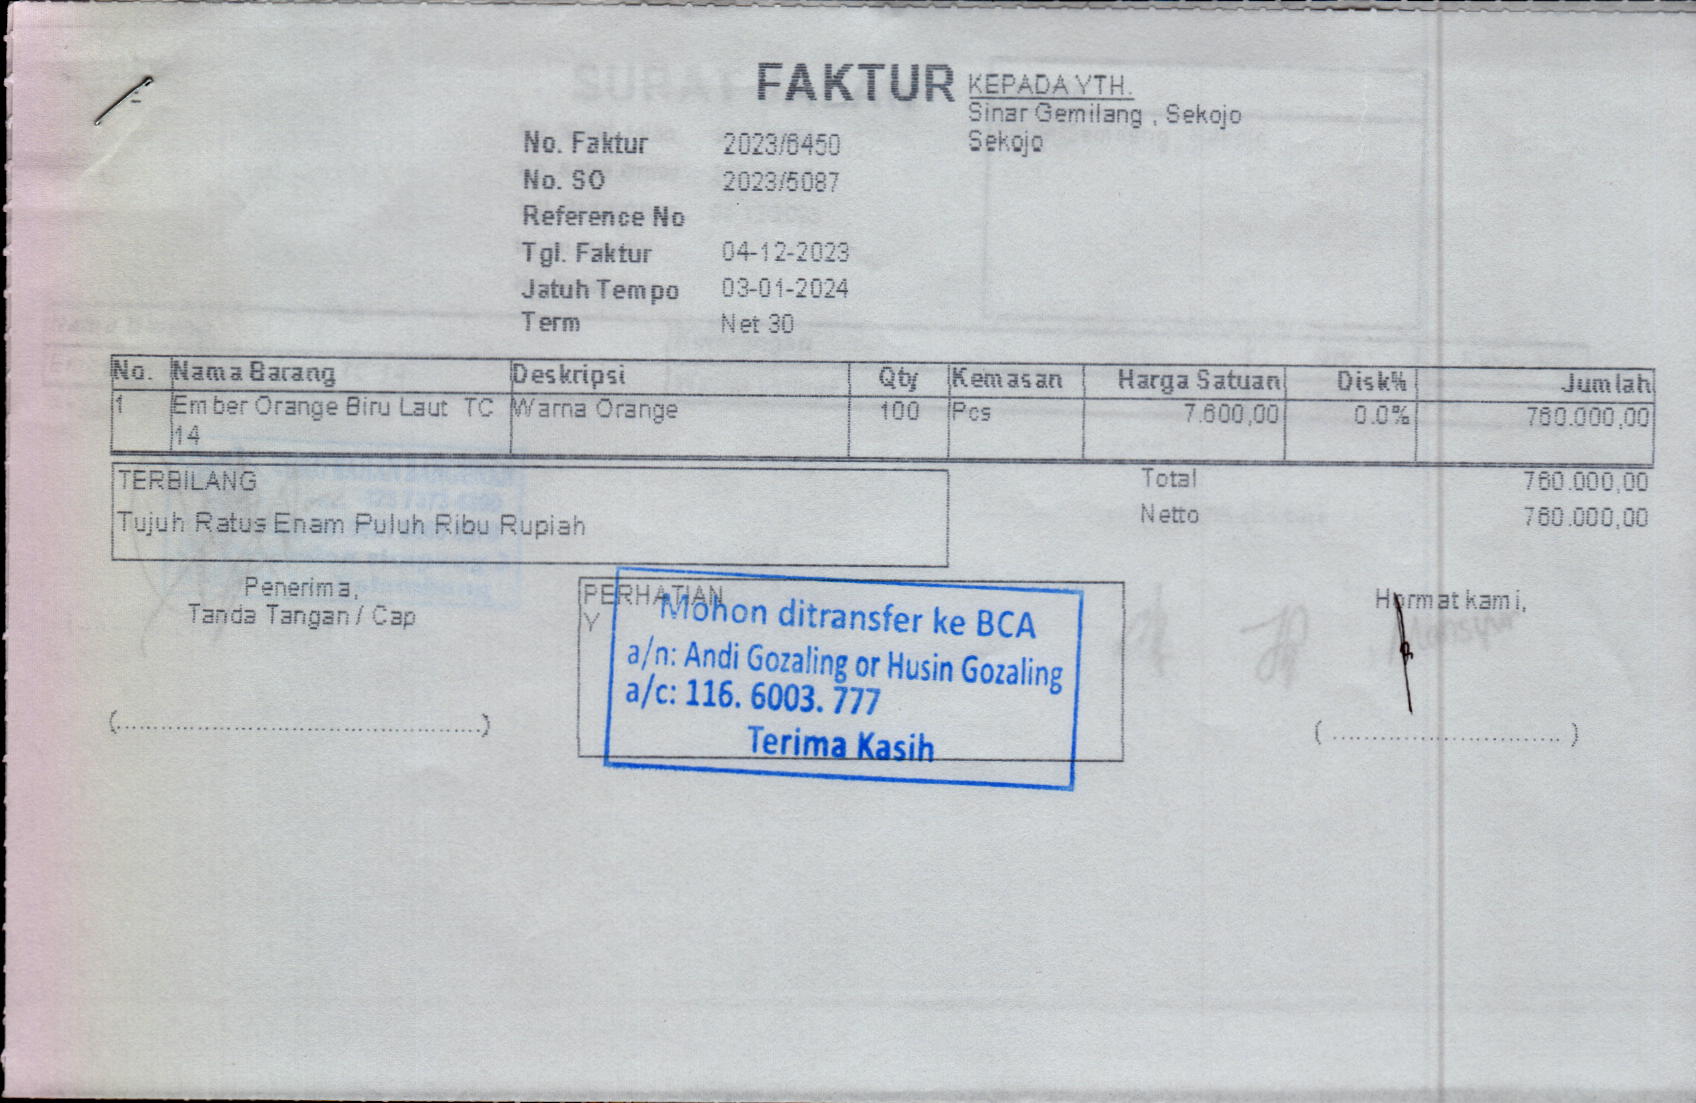 FAKTUR
KEPADA YTH.
Sinar Gemilang , Sekojo
Sekojo
No. Faktur 2023/6450
No. SO 2023/5087
Reference No
Tgl. Faktur 04-12-2023
Jatuh Tempo 03-01-2024
Term Net 30
No. Nama Barang Deskripsi Qty Kemasan Harga Satuan Disk% Jumlah
1 Ember Orange Biru Laut TC Warna Orange 100 Pcs 7.600,00 0.0% 760.000,00
14
TERBILANG
Tujuh Ratus Enam Puluh Ribu Rupiah
Total 760.000,00
Netto 760.000,00
Penerima,
Tanda Tangan / Cap
(............................................)
PERHATIAN
Y
Mohon ditransfer ke BCA
a/n: Andi Gozaling or Husin Gozaling
a/c: 116. 6003. 777
Terima Kasih
Hormat kami,
( ............................ )